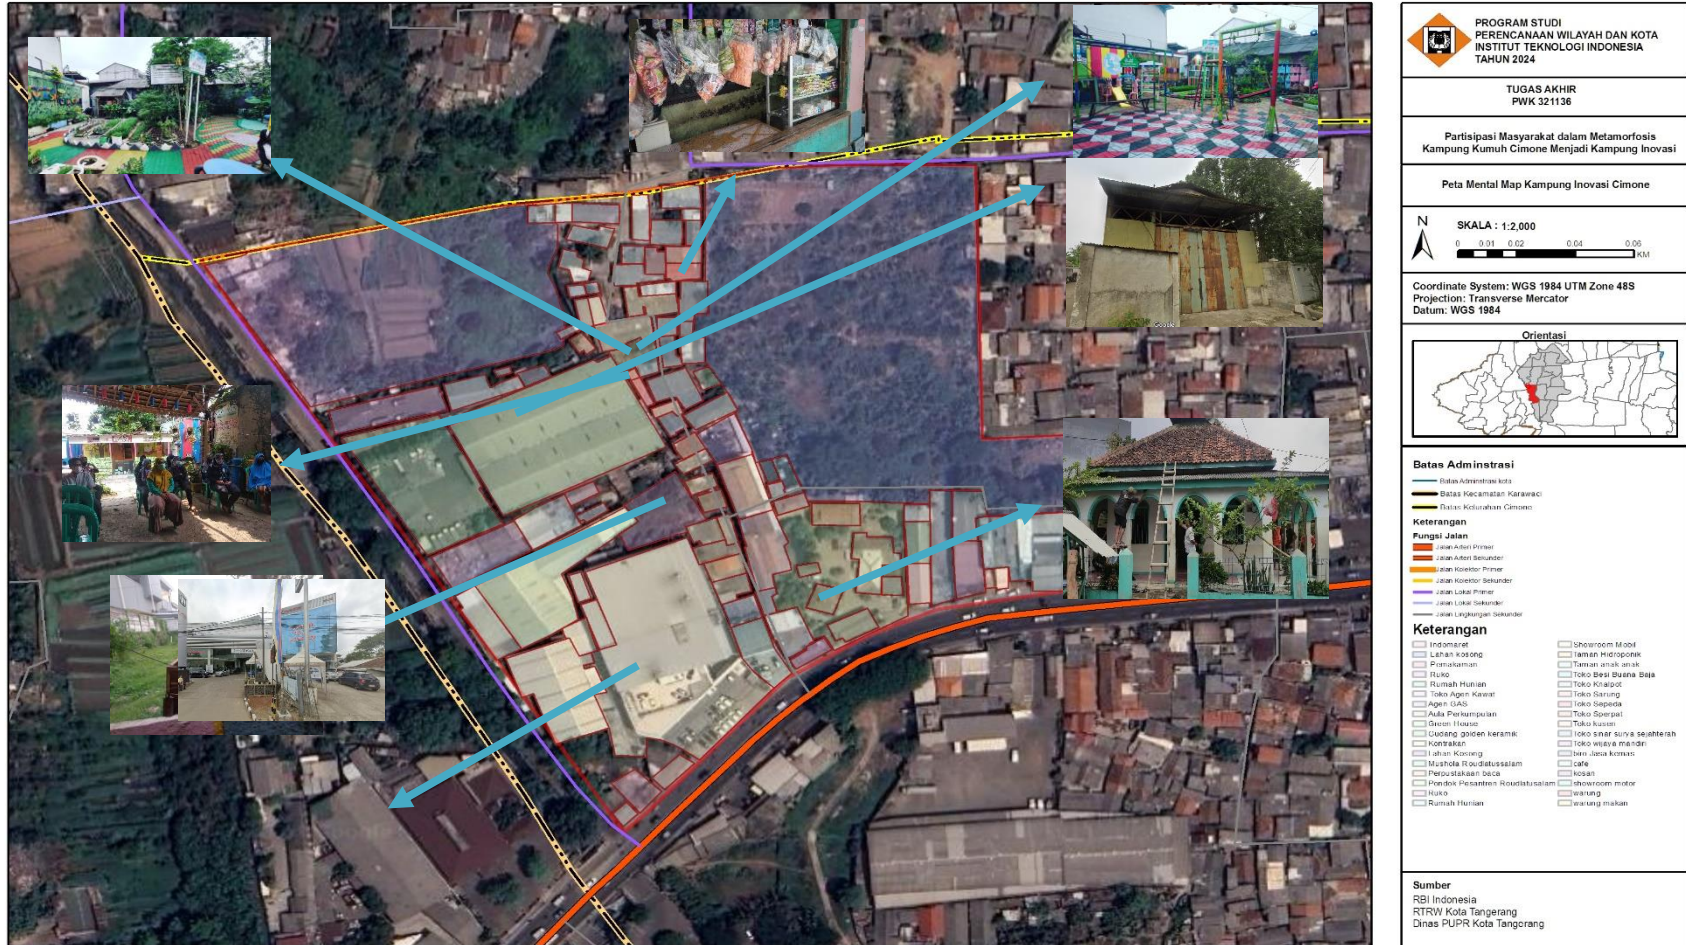 PROGRAM STUDI
PERENCANAAN WILAYAH DAN KOTA
INSTITUT TEKNOLOGI INDONESIA
TAHUN 2024
TUGAS AKHIR
PWK 321136
Partisipasi Masyarakat dalam Metamorfosis
Kampung Kumuh Cimone Menjadi Kampung Inovasi
Peta Mental Map Kampung Inovasi Cimone
N
SKALA : 1:2,000
0 0.01 0.02 0.04 0.06
KM
Coordinate System: WGS 1984 UTM Zone 48S
Projection: Transverse Mercator
Datum: WGS 1984
Orientasi
Batas Adminstrasi
Batas Adminstrasi kota
Batas Kecamatan Karawaci
Batas Kelurahan Cimone
Keterangan
Fungsi Jalan
Jalan Arteri Primer
Jalan Arteri Sekunder
Jalan Kolektor Primer
Jalan Kolektor Sekunder
Jalan Lokal Primer
Jalan Lokal Sekunder
Jalan Lingkungan Sekunder
Keterangan
Indomaret
Lahan kosong
Pemakaman
Ruko
Rumah Hunian
Toko Agen Kawat
Agen GAS
Aula Perkumpulan
Green House
Gudang golden keramik
Kontrakan
Lahan Kosong
Mushola Roudlatussalam
Perpustakaan baca
Pondok Pesantren Roudlatusalam
Ruko
Rumah Hunian
Showroom Mobil
Taman Hidroponik
Taman anak anak
Toko Besi Buana Baja
Toko Knalpot
Toko Sarung
Toko Sepeda
Toko Sperpat
Toko kusen
Toko sinar surya sejahterah
Toko wijaya mandiri
biro Jasa kemas
cafe
kosan
showroom motor
warung
warung makan
Sumber
RBI Indonesia
RTRW Kota Tangerang
Dinas PUPR Kota Tangerang
Google